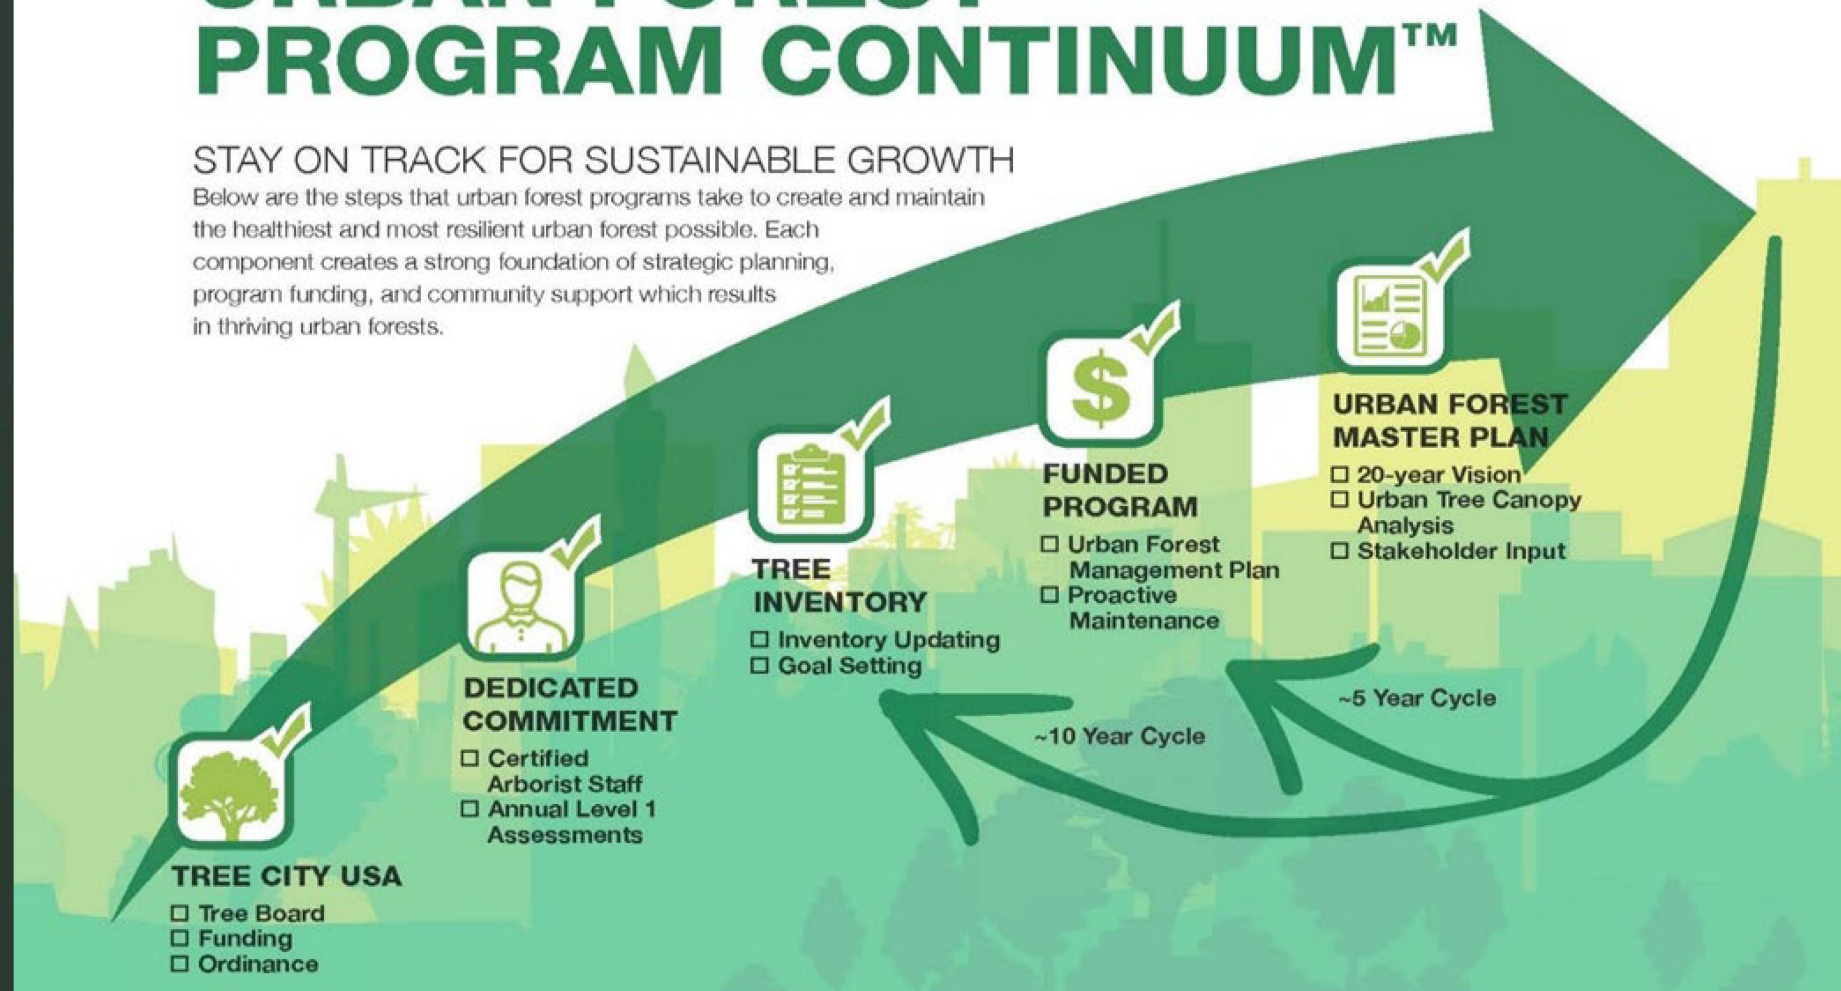 URBAN FOREST
PROGRAM CONTINUUM™
STAY ON TRACK FOR SUSTAINABLE GROWTH
Below are the steps that urban forest programs take to create and maintain
the healthiest and most resilient urban forest possible. Each
component creates a strong foundation of strategic planning,
program funding, and community support which results
in thriving urban forests.
TREE CITY USA
☐ Tree Board
☐ Funding
☐ Ordinance
DEDICATED
COMMITMENT
☐ Certified
Arborist Staff
☐ Annual Level 1
Assessments
TREE
INVENTORY
☐ Inventory Updating
☐ Goal Setting
$
FUNDED
PROGRAM
☐ Urban Forest
Management Plan
☐ Proactive
Maintenance
URBAN FOREST
MASTER PLAN
☐ 20-year Vision
☐ Urban Tree Canopy
Analysis
☐ Stakeholder Input
~10 Year Cycle
~5 Year Cycle